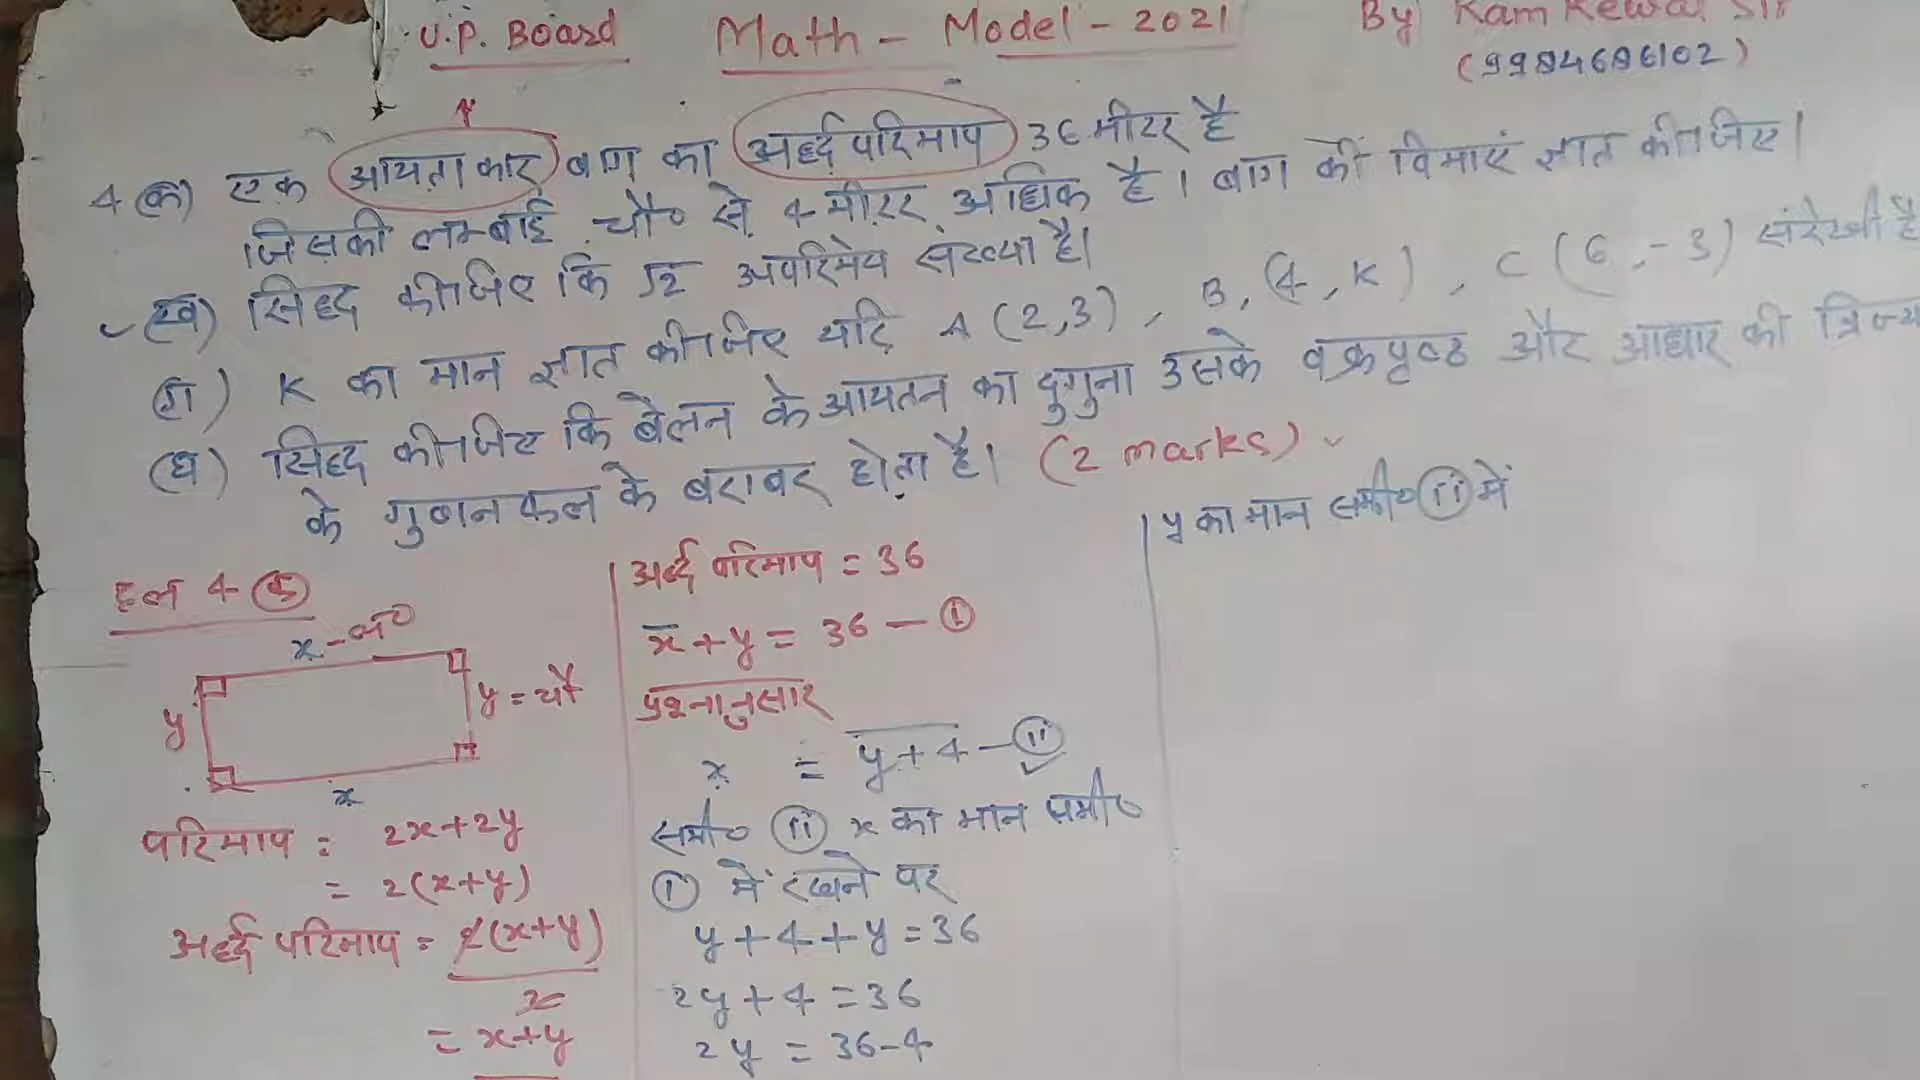 U.P. Board Math - Model - 2021 By Ram Kewal Sir
(9984686102)
4 (क) एक आयताकार बाग का अर्द्ध परिमाप 36 मीटर है
जिसकी लम्बाई चौ० से 4 मीटर अधिक है। बाग की विमाएं ज्ञात कीजिए।
(ख) सिद्ध कीजिए कि √2 अपरिमेय संख्या है।
(ग) K का मान ज्ञात कीजिए यदि A (2,3), B, (4, K), C (6, -3) संरेखी है
(घ) सिद्ध कीजिए कि बेलन के आयतन का दुगुना उसके वक्रपृष्ठ और आधार की त्रिज्य
के गुणनफल के बराबर होता है। (2 marks)
हल 4 क
x - ल०
y
y = चौ
x
परिमाप = 2x+2y
= 2(x+y)
अर्द्ध परिमाप = 2(x+y)
2
= x+y
अर्द्ध परिमाप = 36
x+y = 36 — (i)
प्रश्नानुसार
x = y+4 — (ii)
समी० (ii) x का मान समी०
(i) में रखने पर
y+4+y=36
2y+4=36
2y = 36-4
y का मान समी० (ii) में